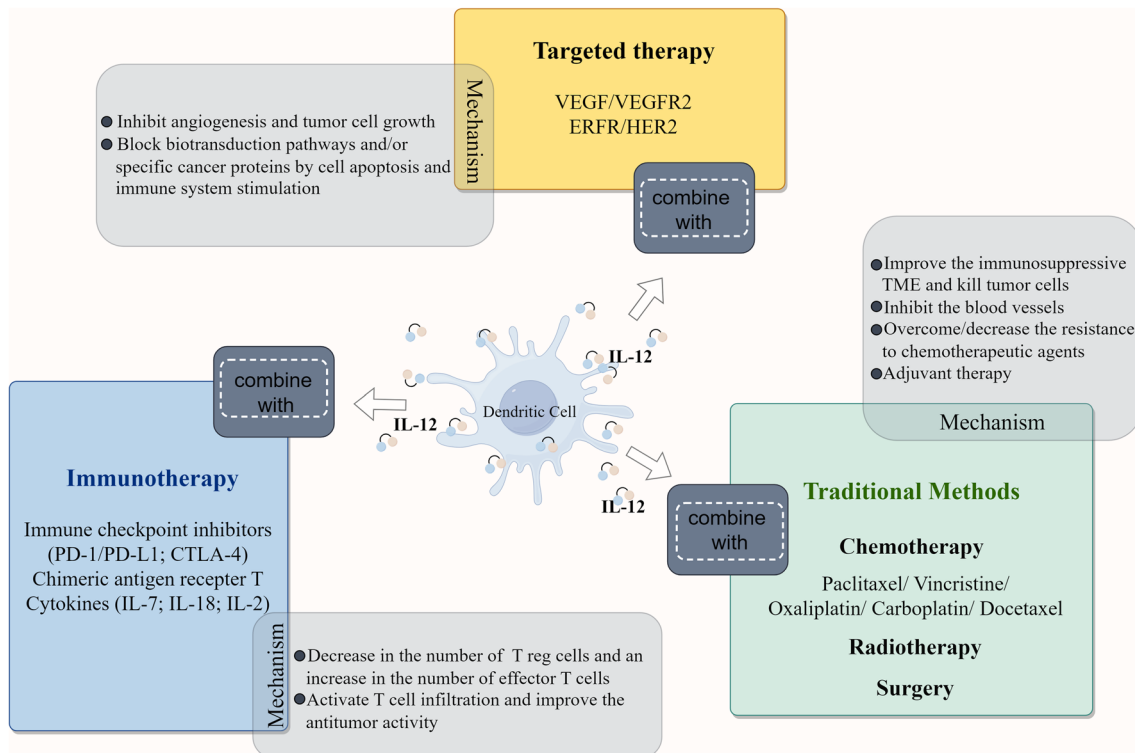 Targeted therapy
VEGF/VEGFR2
ERFR/HER2
Mechanism
Inhibit angiogenesis and tumor cell growth
Block biotransduction pathways and/or
specific cancer proteins by cell apoptosis and
immune system stimulation
combine
with
Improve the immunosuppressive
TME and kill tumor cells
Inhibit the blood vessels
Overcome/decrease the resistance
to chemotherapeutic agents
Adjuvant therapy
Mechanism
IL-12
Dendritic Cell
IL-12
IL-12
combine
with
Immunotherapy
Immune checkpoint inhibitors
(PD-1/PD-L1; CTLA-4)
Chimeric antigen recepter T
Cytokines (IL-7; IL-18; IL-2)
Mechanism
Decrease in the number of T reg cells and an
increase in the number of effector T cells
Activate T cell infiltration and improve the
antitumor activity
combine
with
Traditional Methods
Chemotherapy
Paclitaxel/ Vincristine/
Oxaliplatin/ Carboplatin/ Docetaxel
Radiotherapy
Surgery